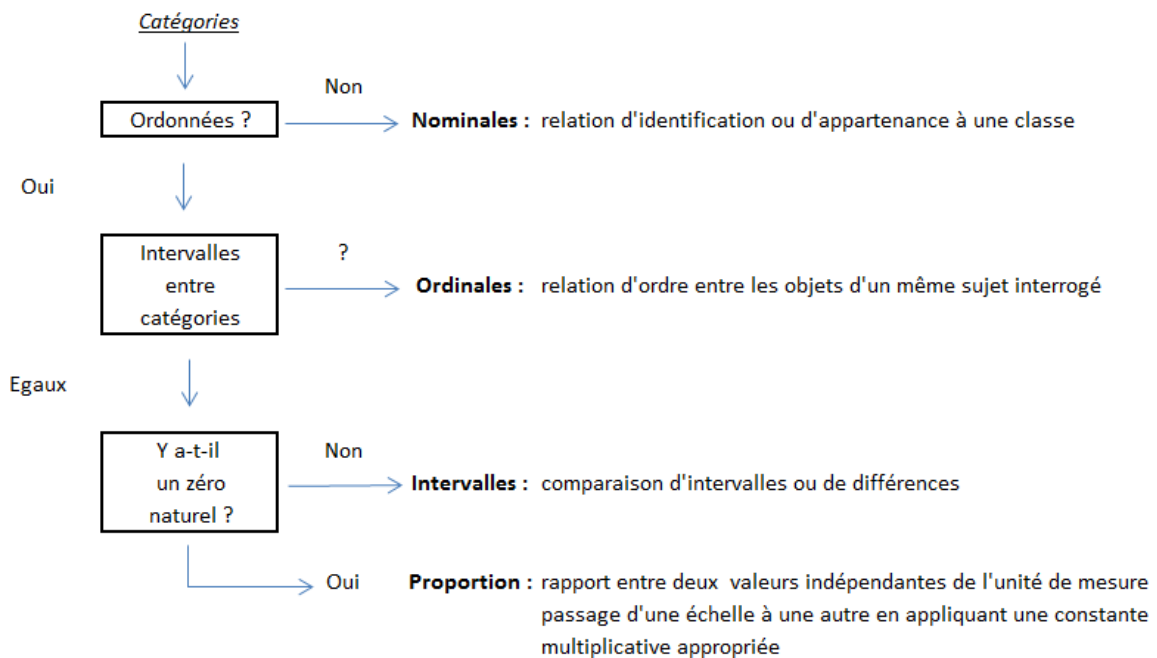 Catégories
Non
Ordonnées ?
Nominales : relation d'identification ou d'appartenance à une classe
Oui
Intervalles
entre
catégories
?
Ordinales : relation d'ordre entre les objets d'un même sujet interrogé
Egaux
Y a-t-il
un zéro
naturel ?
Non
Intervalles : comparaison d'intervalles ou de différences
Oui
Proportion : rapport entre deux valeurs indépendantes de l'unité de mesure
passage d'une échelle à une autre en appliquant une constante
multiplicative appropriée